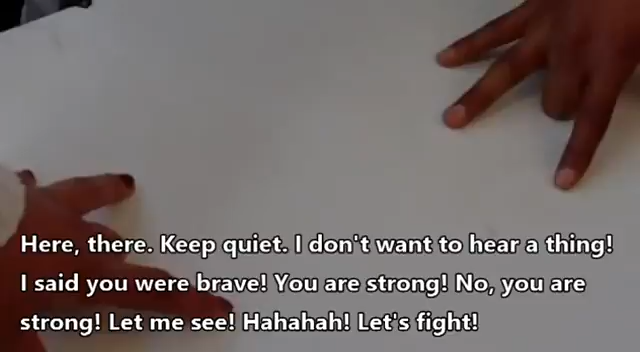 Here, there. Keep quiet. I don't want to hear a thing!
I said you were brave! You are strong! No, you are
strong! Let me see! Hahahah! Let's fight!